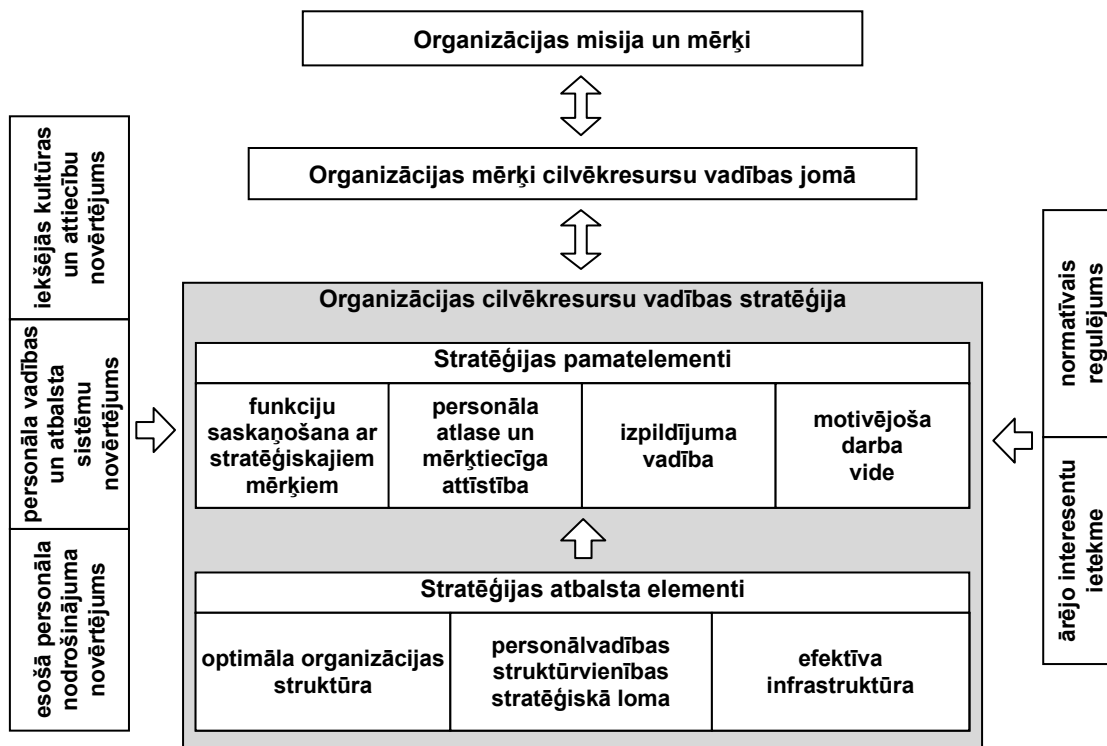 Organizācijas misija un mērķi
Organizācijas mērķi cilvēkresursu vadības jomā
iekšējās kultūras
un attiecību
novērtējums
personāla vadības
un atbalsta
sistēmu
novērtējums
esošā personāla
nodrošinājuma
novērtējums
Organizācijas cilvēkresursu vadības stratēģija
Stratēģijas pamatelementi
funkciju
saskaņošana ar
stratēģiskajiem
mērķiem
personāla
atlase un
mērķtiecīga
attīstība
izpildījuma
vadība
motivējoša
darba
vide
Stratēģijas atbalsta elementi
optimāla organizācijas
struktūra
personālvadības
struktūrvienības
stratēģiskā loma
efektīva
infrastruktūra
normatīvais
regulējums
ārējo interesentu
ietekme